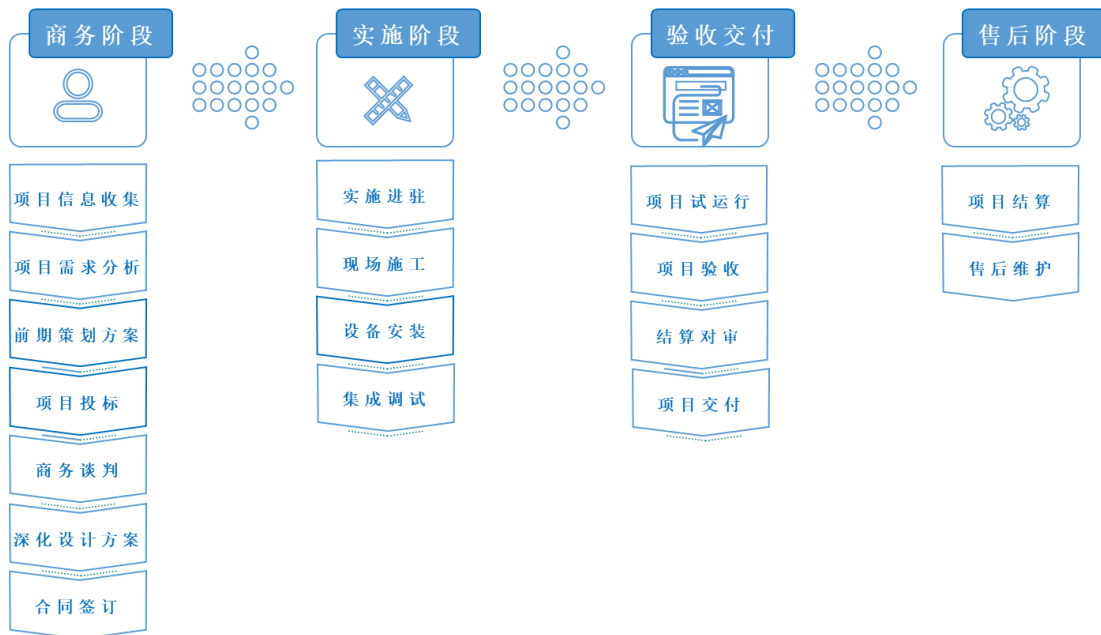 商务阶段
实施阶段
验收交付
售后阶段
项目信息收集
项目需求分析
前期策划方案
项目投标
商务谈判
深化设计方案
合同签订
实施进驻
现场施工
设备安装
集成调试
项目试运行
项目验收
结算对审
项目交付
项目结算
售后维护